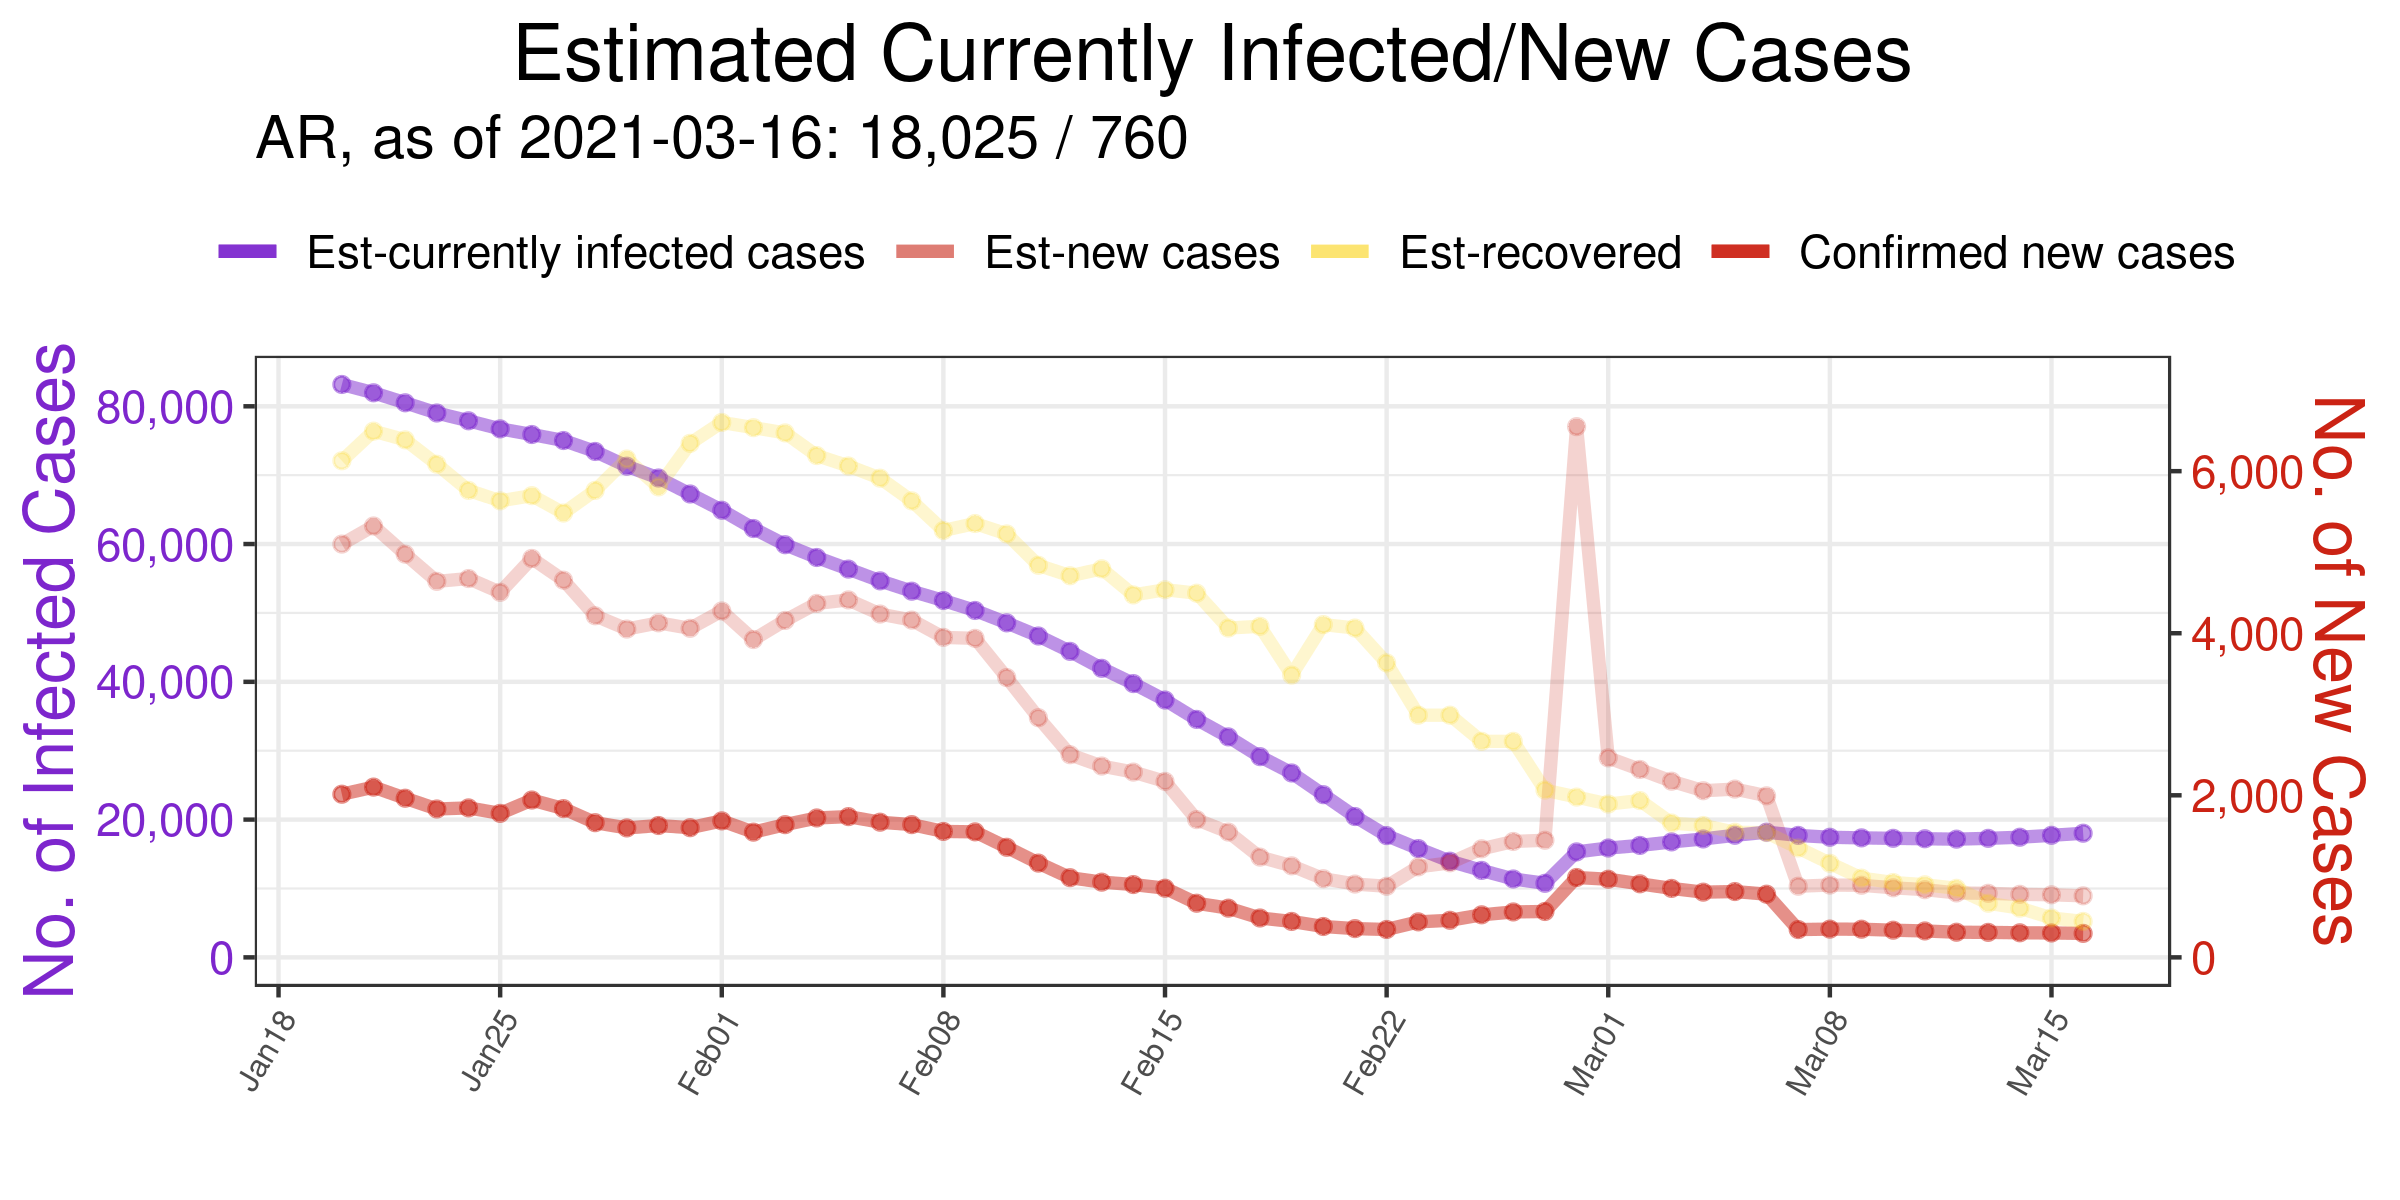 Estimated Currently Infected/New Cases
AR, as of 2021-03-16: 18,025 / 760
Est-currently infected cases Est-new cases Est-recovered Confirmed new cases
No. of Infected Cases
80,000
60,000
40,000
20,000
0
6,000
4,000
2,000
0
No. of New Cases
Jan18 Jan25 Feb01 Feb08 Feb15 Feb22 Mar01 Mar08 Mar15